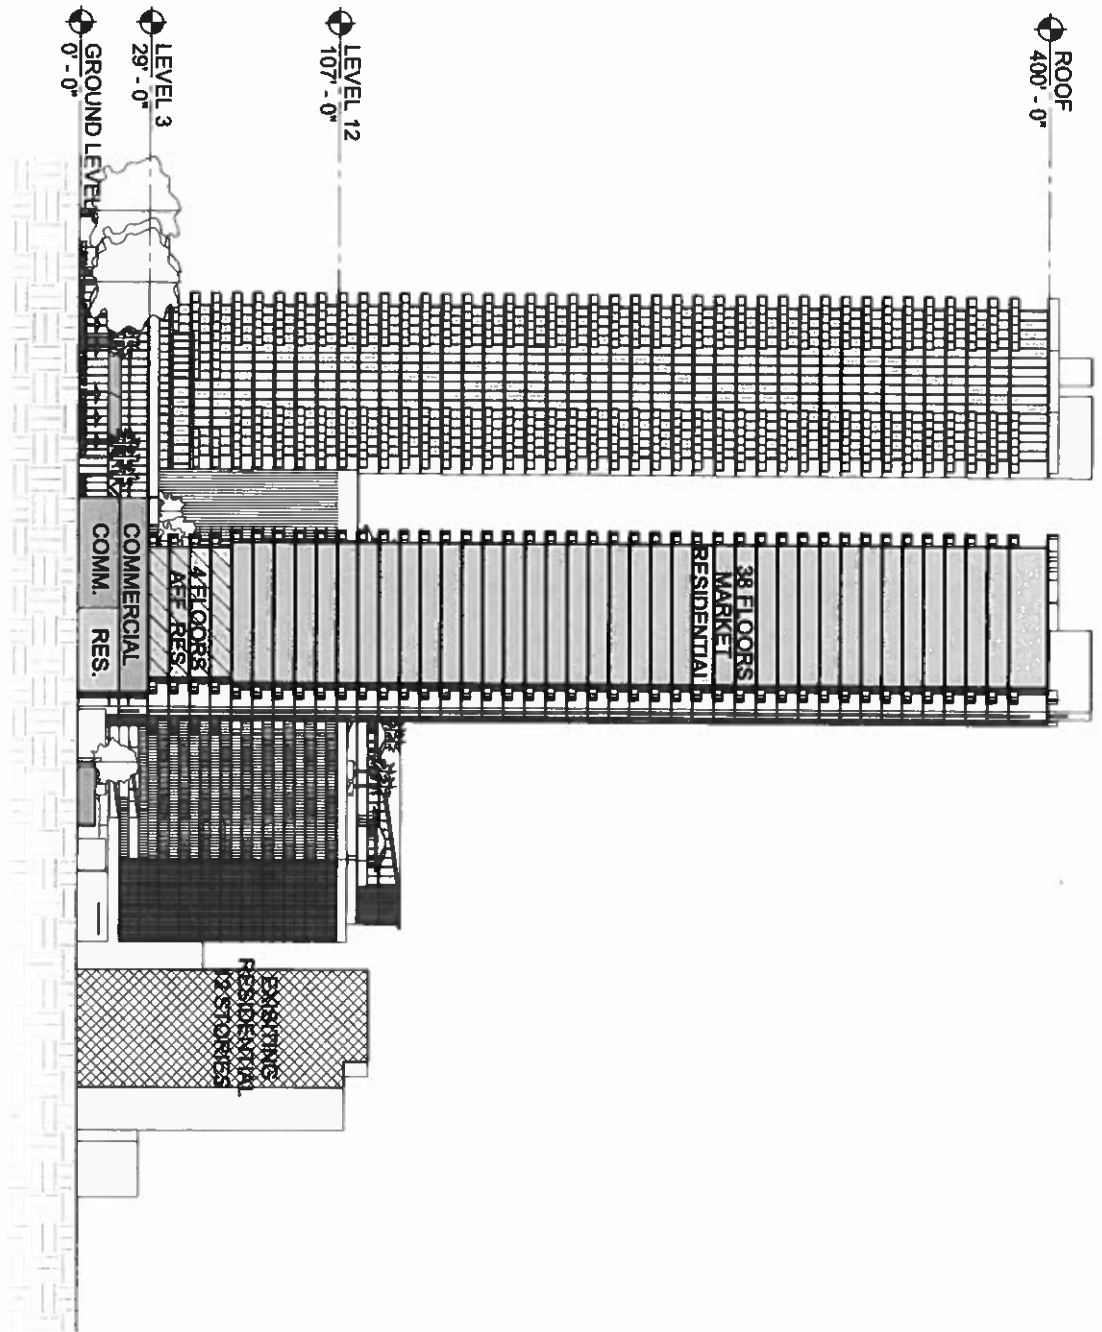 ROOF
400' - 0"
LEVEL 12
107' - 0"
LEVEL 3
29' - 0"
GROUND LEVEL
0' - 0"
38 FLOORS
MARKET
RESIDENTIAL
4 FLOORS
AFF. RES.
COMMERCIAL
COMM.
RES.
EXISITING
RESIDENTIAL
12 STORIES